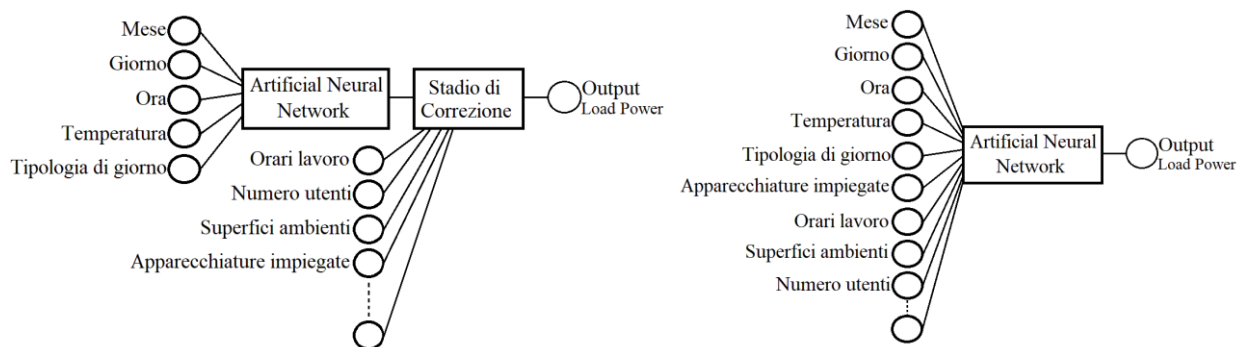 Mese
Giorno
Ora
Temperatura
Tipologia di giorno
Artificial Neural
Network
Stadio di
Correzione
Output
Load Power
Orari lavoro
Numero utenti
Superfici ambienti
Apparecchiature impiegate
Mese
Giorno
Ora
Temperatura
Tipologia di giorno
Apparecchiature impiegate
Orari lavoro
Superfici ambienti
Numero utenti
Artificial Neural
Network
Output
Load Power